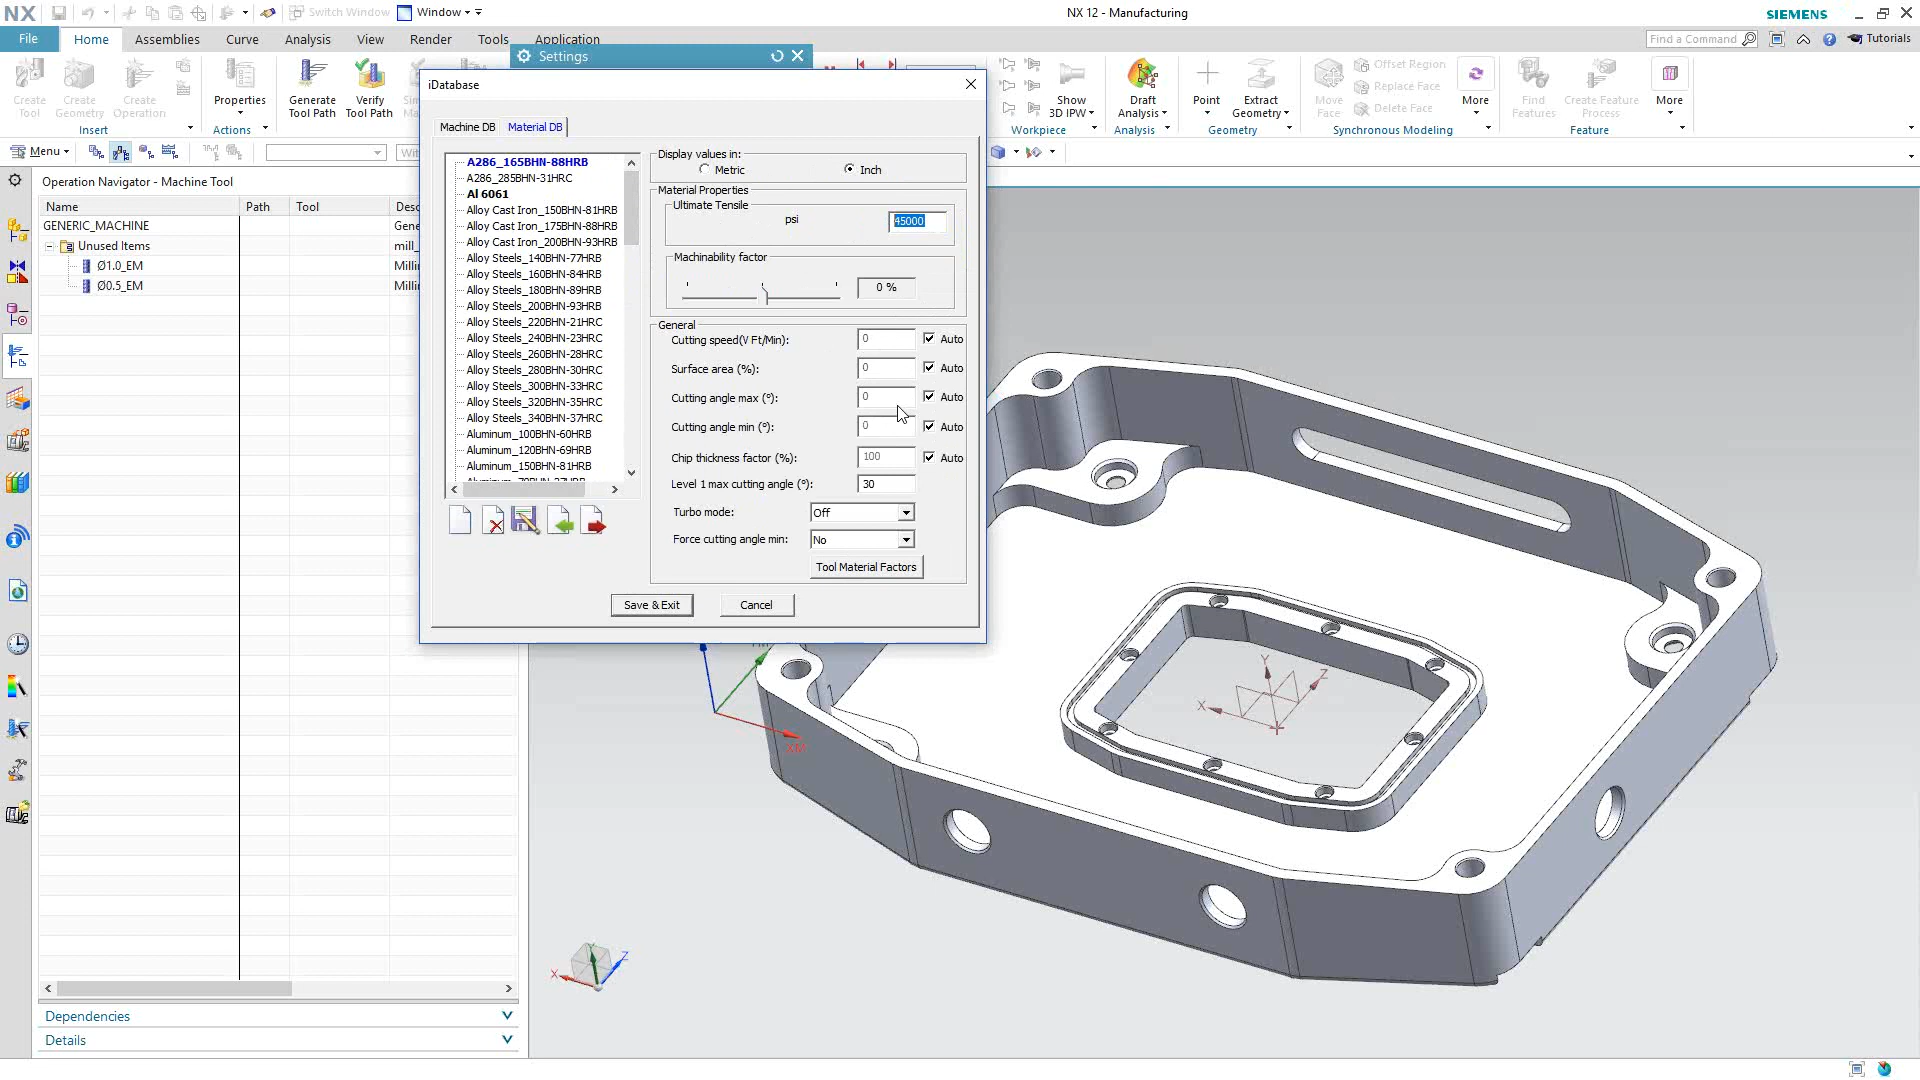 NX
Switch Window
Window
NX 12 - Manufacturing
SIEMENS
File
Home
Assemblies
Curve
Analysis
View
Render
Tools
Application
Find a Command
Tutorials
Settings
Create Tool
Create Geometry
Create Operation
Properties
Generate Tool Path
Verify Tool Path
Show 3D IPW
Draft Analysis
Point
Extract Geometry
Move Face
Offset Region
Replace Face
Delete Face
More
Find Features
Create Feature Process
More
Insert
Actions
Workpiece
Analysis
Geometry
Synchronous Modeling
Feature
Menu
Operation Navigator - Machine Tool
Name
Path
Tool
GENERIC_MACHINE
Unused Items
mill_
Ø1.0_EM
Ø0.5_EM
Dependencies
Details
iDatabase
Machine DB
Material DB
A286_165BHN-88HRB
A286_285BHN-31HRC
Al 6061
Alloy Cast Iron_150BHN-81HRB
Alloy Cast Iron_175BHN-88HRB
Alloy Cast Iron_200BHN-93HRB
Alloy Steels_140BHN-77HRB
Alloy Steels_160BHN-84HRB
Alloy Steels_180BHN-89HRB
Alloy Steels_200BHN-93HRB
Alloy Steels_220BHN-21HRC
Alloy Steels_240BHN-23HRC
Alloy Steels_260BHN-28HRC
Alloy Steels_280BHN-30HRC
Alloy Steels_300BHN-33HRC
Alloy Steels_320BHN-35HRC
Alloy Steels_340BHN-37HRC
Aluminum_100BHN-60HRB
Aluminum_120BHN-69HRB
Aluminum_150BHN-81HRB
Display values in:
Metric
Inch
Material Properties
Ultimate Tensile
psi
45000
Machinability factor
0 %
General
Cutting speed(V Ft/Min):
0
Auto
Surface area (%):
0
Auto
Cutting angle max (º):
0
Auto
Cutting angle min (º):
0
Auto
Chip thickness factor (%):
100
Auto
Level 1 max cutting angle (º):
30
Turbo mode:
Off
Force cutting angle min:
No
Tool Material Factors
Save & Exit
Cancel
XM
X
Y
Z
X
Z